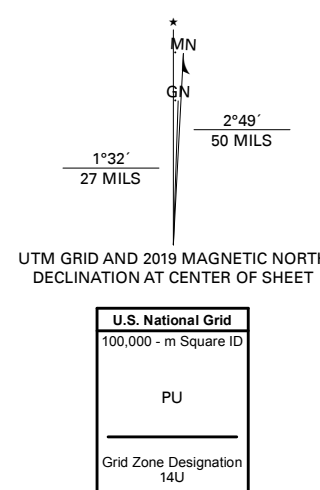 ★
MN
GN
2°49´
50 MILS
1°32´
27 MILS
UTM GRID AND 2019 MAGNETIC NORTH
DECLINATION AT CENTER OF SHEET
U.S. National Grid
100,000 - m Square ID
PU
Grid Zone Designation
14U